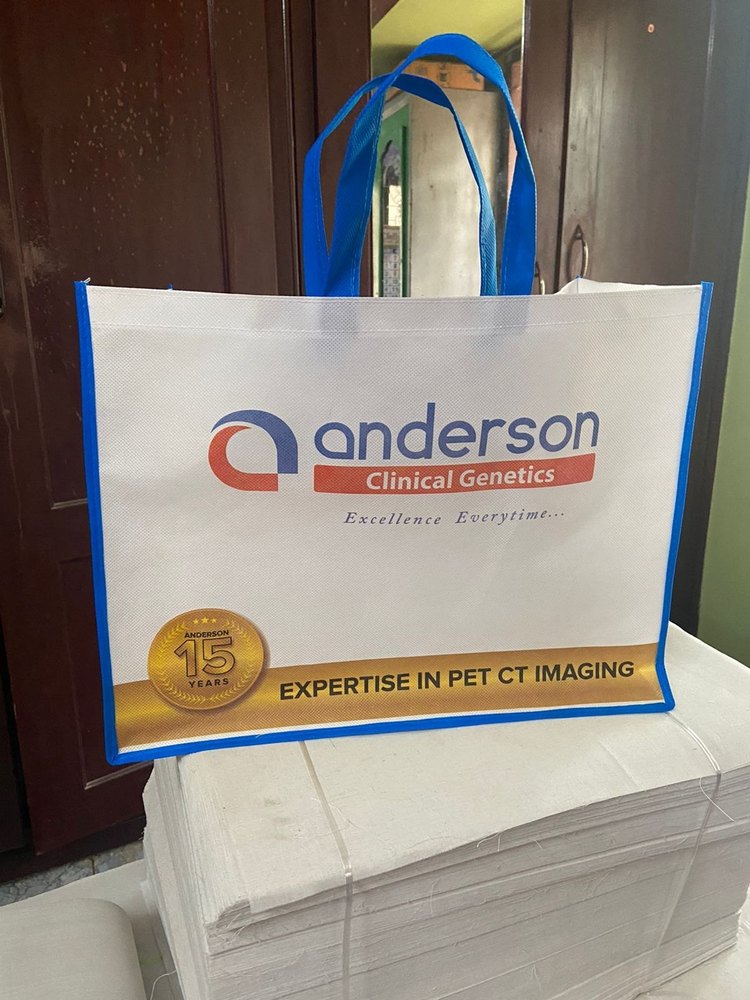 anderson
Clinical Genetics
Excellence Everytime...
ANDERSON
15
YEARS
EXPERTISE IN PET CT IMAGING